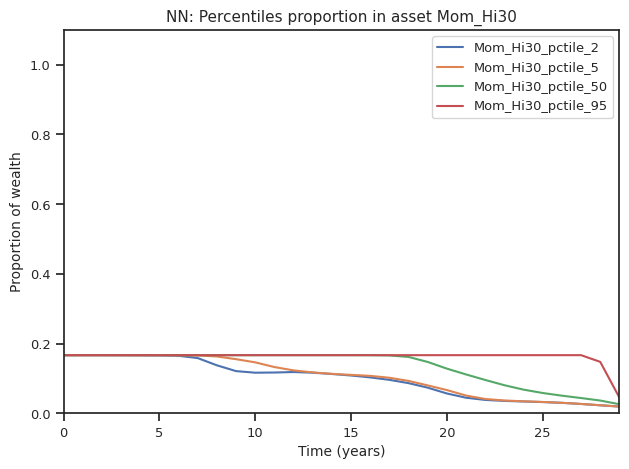 NN: Percentiles proportion in asset Mom_Hi30
Mom_Hi30_pctile_2
Mom_Hi30_pctile_5
Mom_Hi30_pctile_50
Mom_Hi30_pctile_95
Proportion of wealth
1.0
0.8
0.6
0.4
0.2
0.0
0 5 10 15 20 25
Time (years)